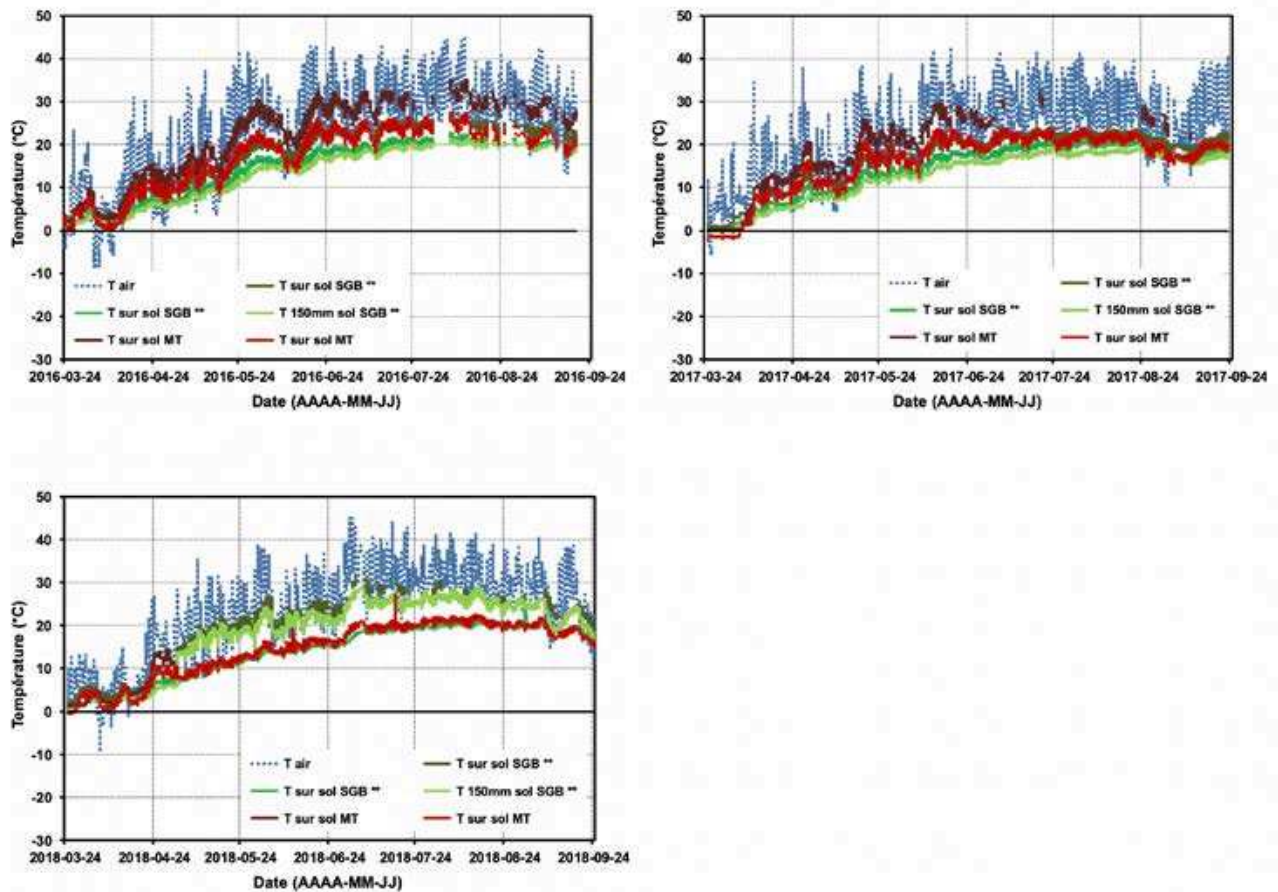 50
40
30
20
10
0
-10
-20
-30
Température (°C)
T air
T sur sol SGB **
T sur sol SGB **
T 150mm sol SGB **
T sur sol MT
T sur sol MT
2016-03-24 2016-04-24 2016-05-24 2016-06-24 2016-07-24 2016-08-24 2016-09-24
Date (AAAA-MM-JJ)
50
40
30
20
10
0
-10
-20
-30
Température (°C)
T air
T sur sol SGB **
T sur sol SGB **
T 150mm sol SGB **
T sur sol MT
T sur sol MT
2017-03-24 2017-04-24 2017-05-24 2017-06-24 2017-07-24 2017-08-24 2017-09-24
Date (AAAA-MM-JJ)
50
40
30
20
10
0
-10
-20
-30
Température (°C)
T air
T sur sol SGB **
T sur sol SGB **
T 150mm sol SGB **
T sur sol MT
T sur sol MT
2018-03-24 2018-04-24 2018-05-24 2018-06-24 2018-07-24 2018-08-24 2018-09-24
Date (AAAA-MM-JJ)